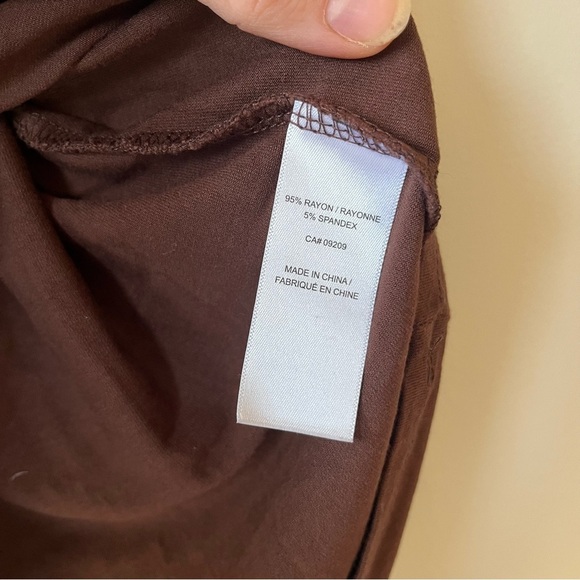 95% RAYON / RAYONNE
5% SPANDEX
CA# 09209
MADE IN CHINA /
FABRIQUÉ EN CHINE